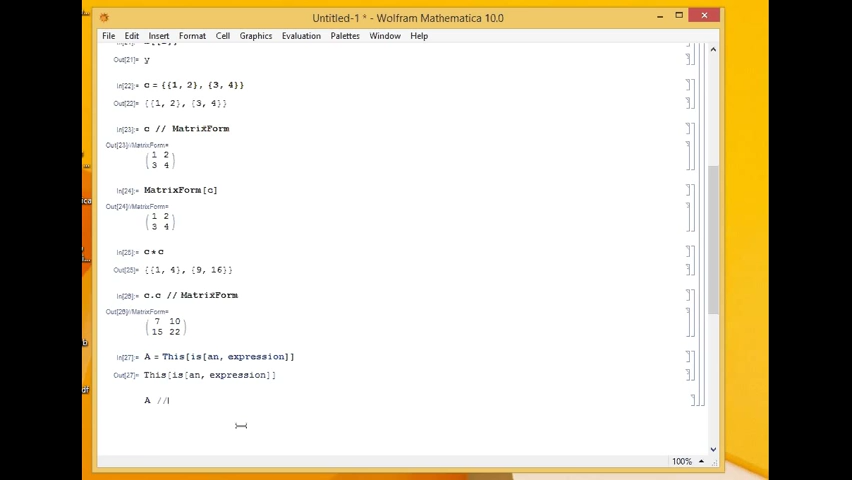 Untitled-1 * - Wolfram Mathematica 10.0
File Edit Insert Format Cell Graphics Evaluation Palettes Window Help
Out[21]= y
In[22]:= c = {{1, 2}, {3, 4}}
Out[22]= {{1, 2}, {3, 4}}
In[23]:= c // MatrixForm
Out[23]//MatrixForm=
1 2
3 4
In[24]:= MatrixForm[c]
Out[24]//MatrixForm=
1 2
3 4
In[25]:= c*c
Out[25]= {{1, 4}, {9, 16}}
In[26]:= c.c // MatrixForm
Out[26]//MatrixForm=
7 10
15 22
In[27]:= A = This[is[an, expression]]
Out[27]= This[is[an, expression]]
A //
100%